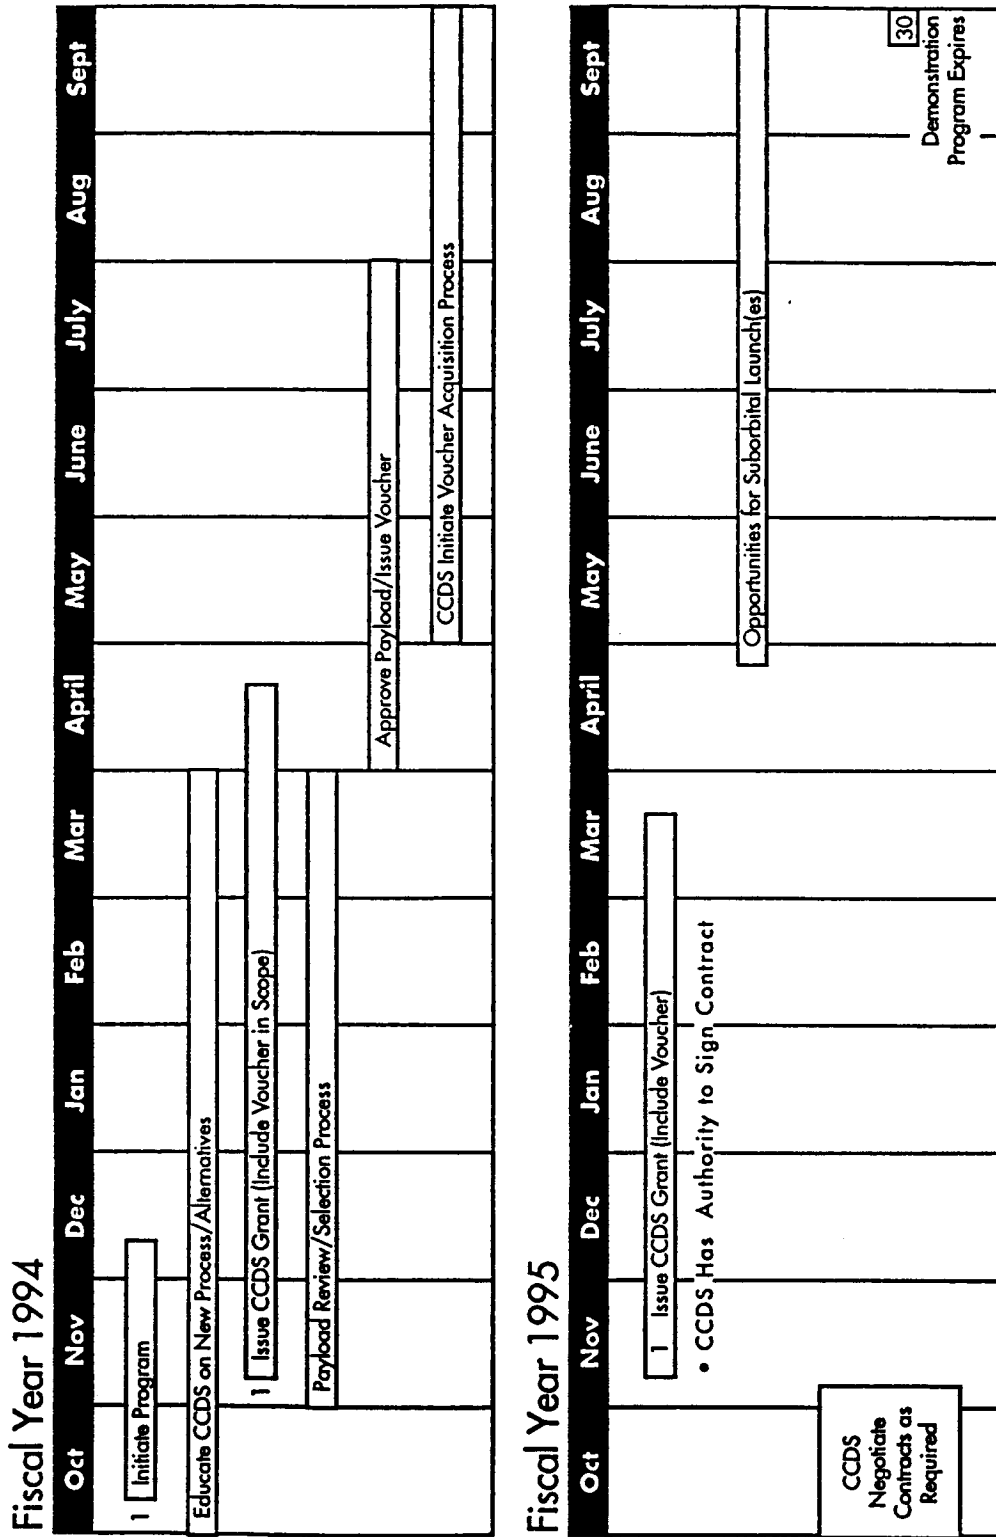 Fiscal Year 1994
Oct Nov Dec Jan Feb Mar April May June July Aug Sept
1 Initiate Program
Educate CCDS on New Process/Alternatives
1 Issue CCDS Grant (Include Voucher in Scope)
Payload Review/Selection Process
Approve Payload/Issue Voucher
CCDS Initiate Voucher Acquisition Process
Fiscal Year 1995
Oct Nov Dec Jan Feb Mar April May June July Aug Sept
1 Issue CCDS Grant (Include Voucher)
• CCDS Has Authority to Sign Contract
Opportunities for Suborbital Launch(es)
CCDS
Negotiate
Contracts as
Required
30
Demonstration
Program Expires